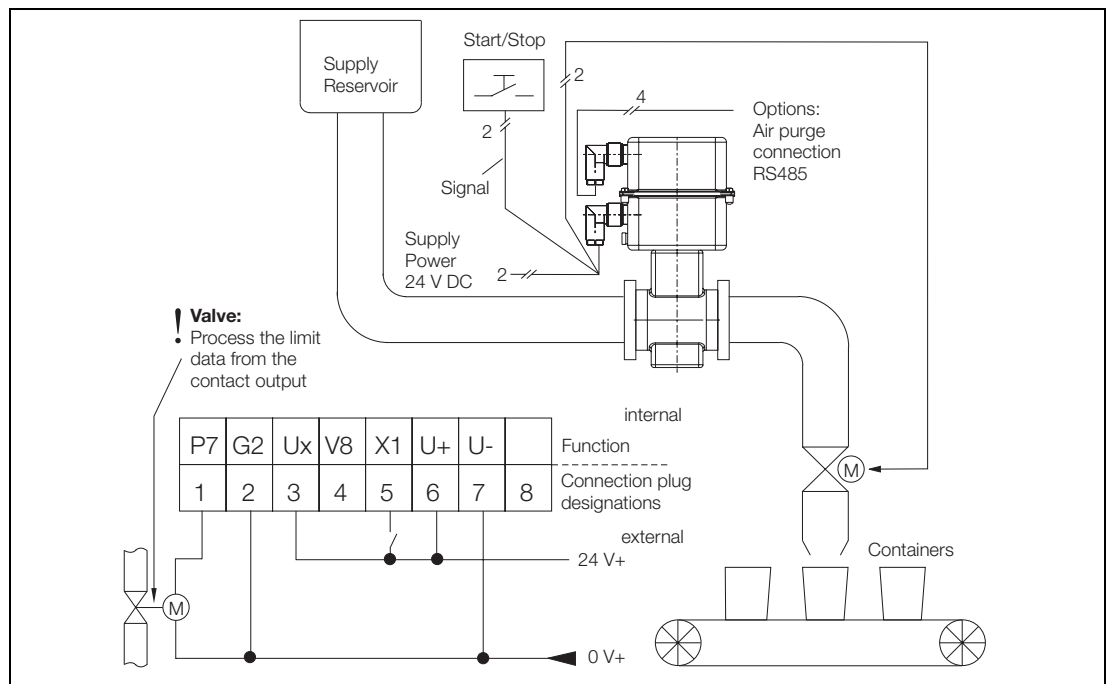 Supply
Reservoir
Start/Stop
2
2
4
Options:
Air purge
connection
RS485
Signal
Supply
Power
24 V DC
2
! Valve:
Process the limit
data from the
contact output
internal
P7 G2 Ux V8 X1 U+ U- Function
1 2 3 4 5 6 7 8 Connection plug
designations
external
24 V+
M
M
Containers
0 V+